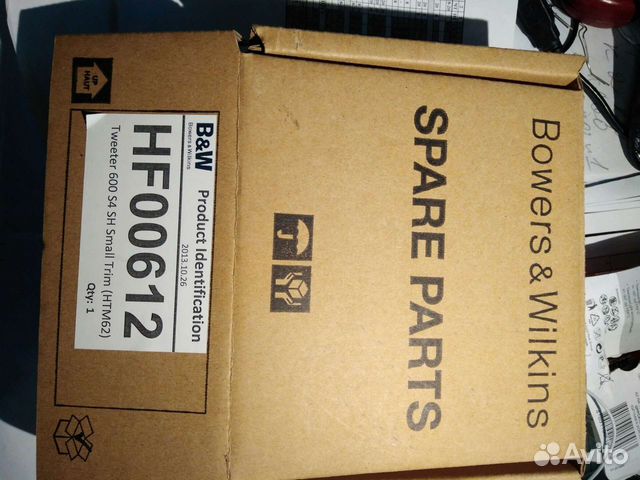 Bowers & Wilkins
SPARE PARTS
UP
HAUT
B&W
Bowers & Wilkins
Product Identification
2013.10.26
HF00612
Tweeter 600 S4 SH Small Trim (HTM62)
Qty: 1
Avito